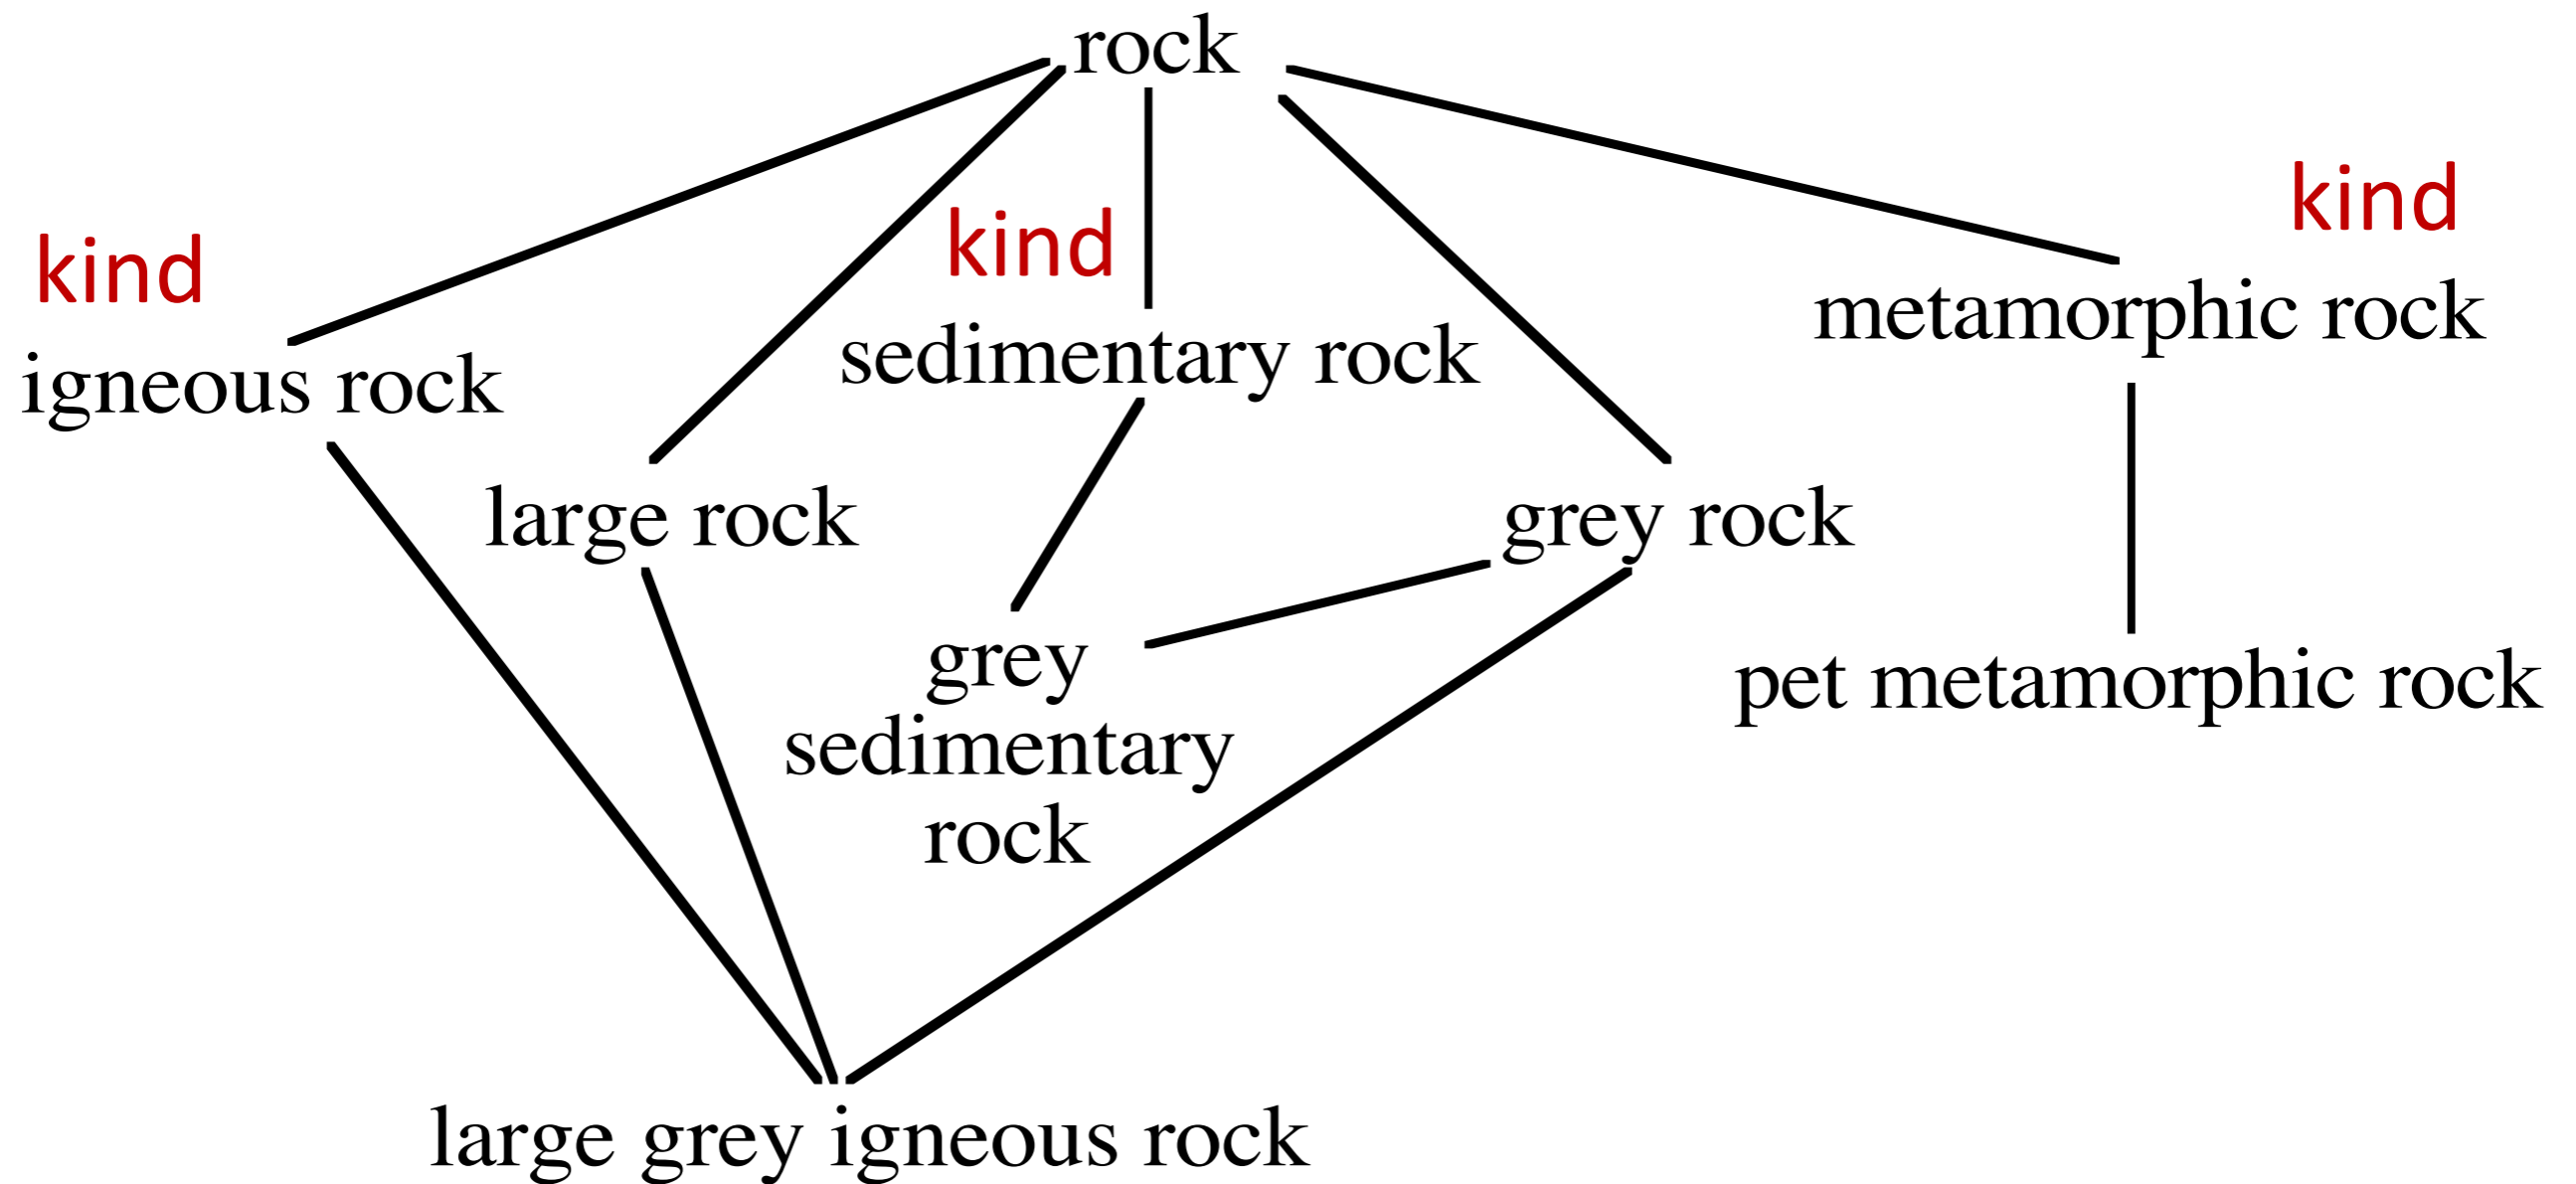 rock
kind
kind
kind
igneous rock
sedimentary rock
metamorphic rock
large rock
grey rock
grey
sedimentary
rock
pet metamorphic rock
large grey igneous rock